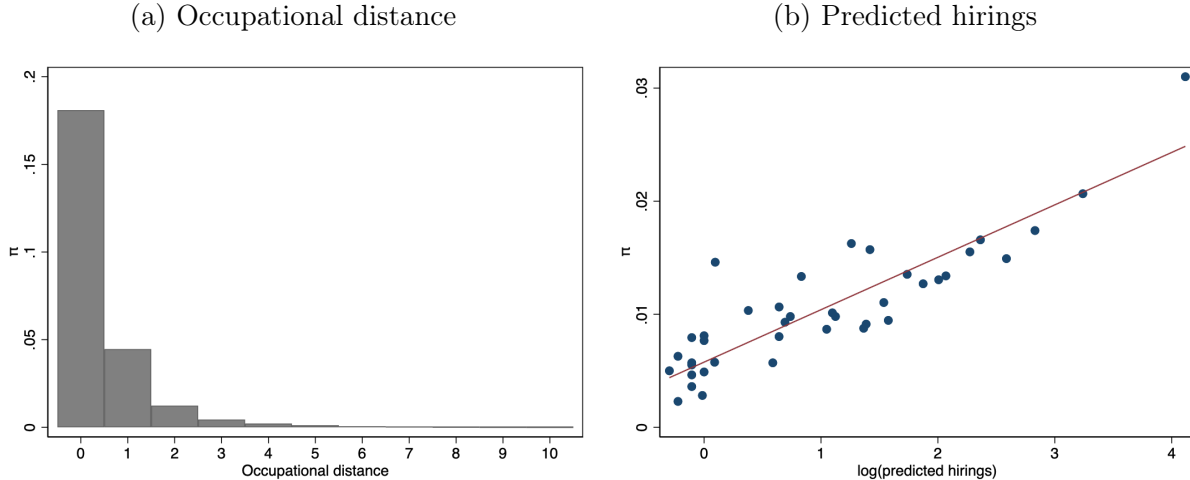 (a) Occupational distance
(b) Predicted hirings
.2
.15
.1
.05
0
π
0 1 2 3 4 5 6 7 8 9 10
Occupational distance
.03
.02
.01
0
π
0 1 2 3 4
log(predicted hirings)